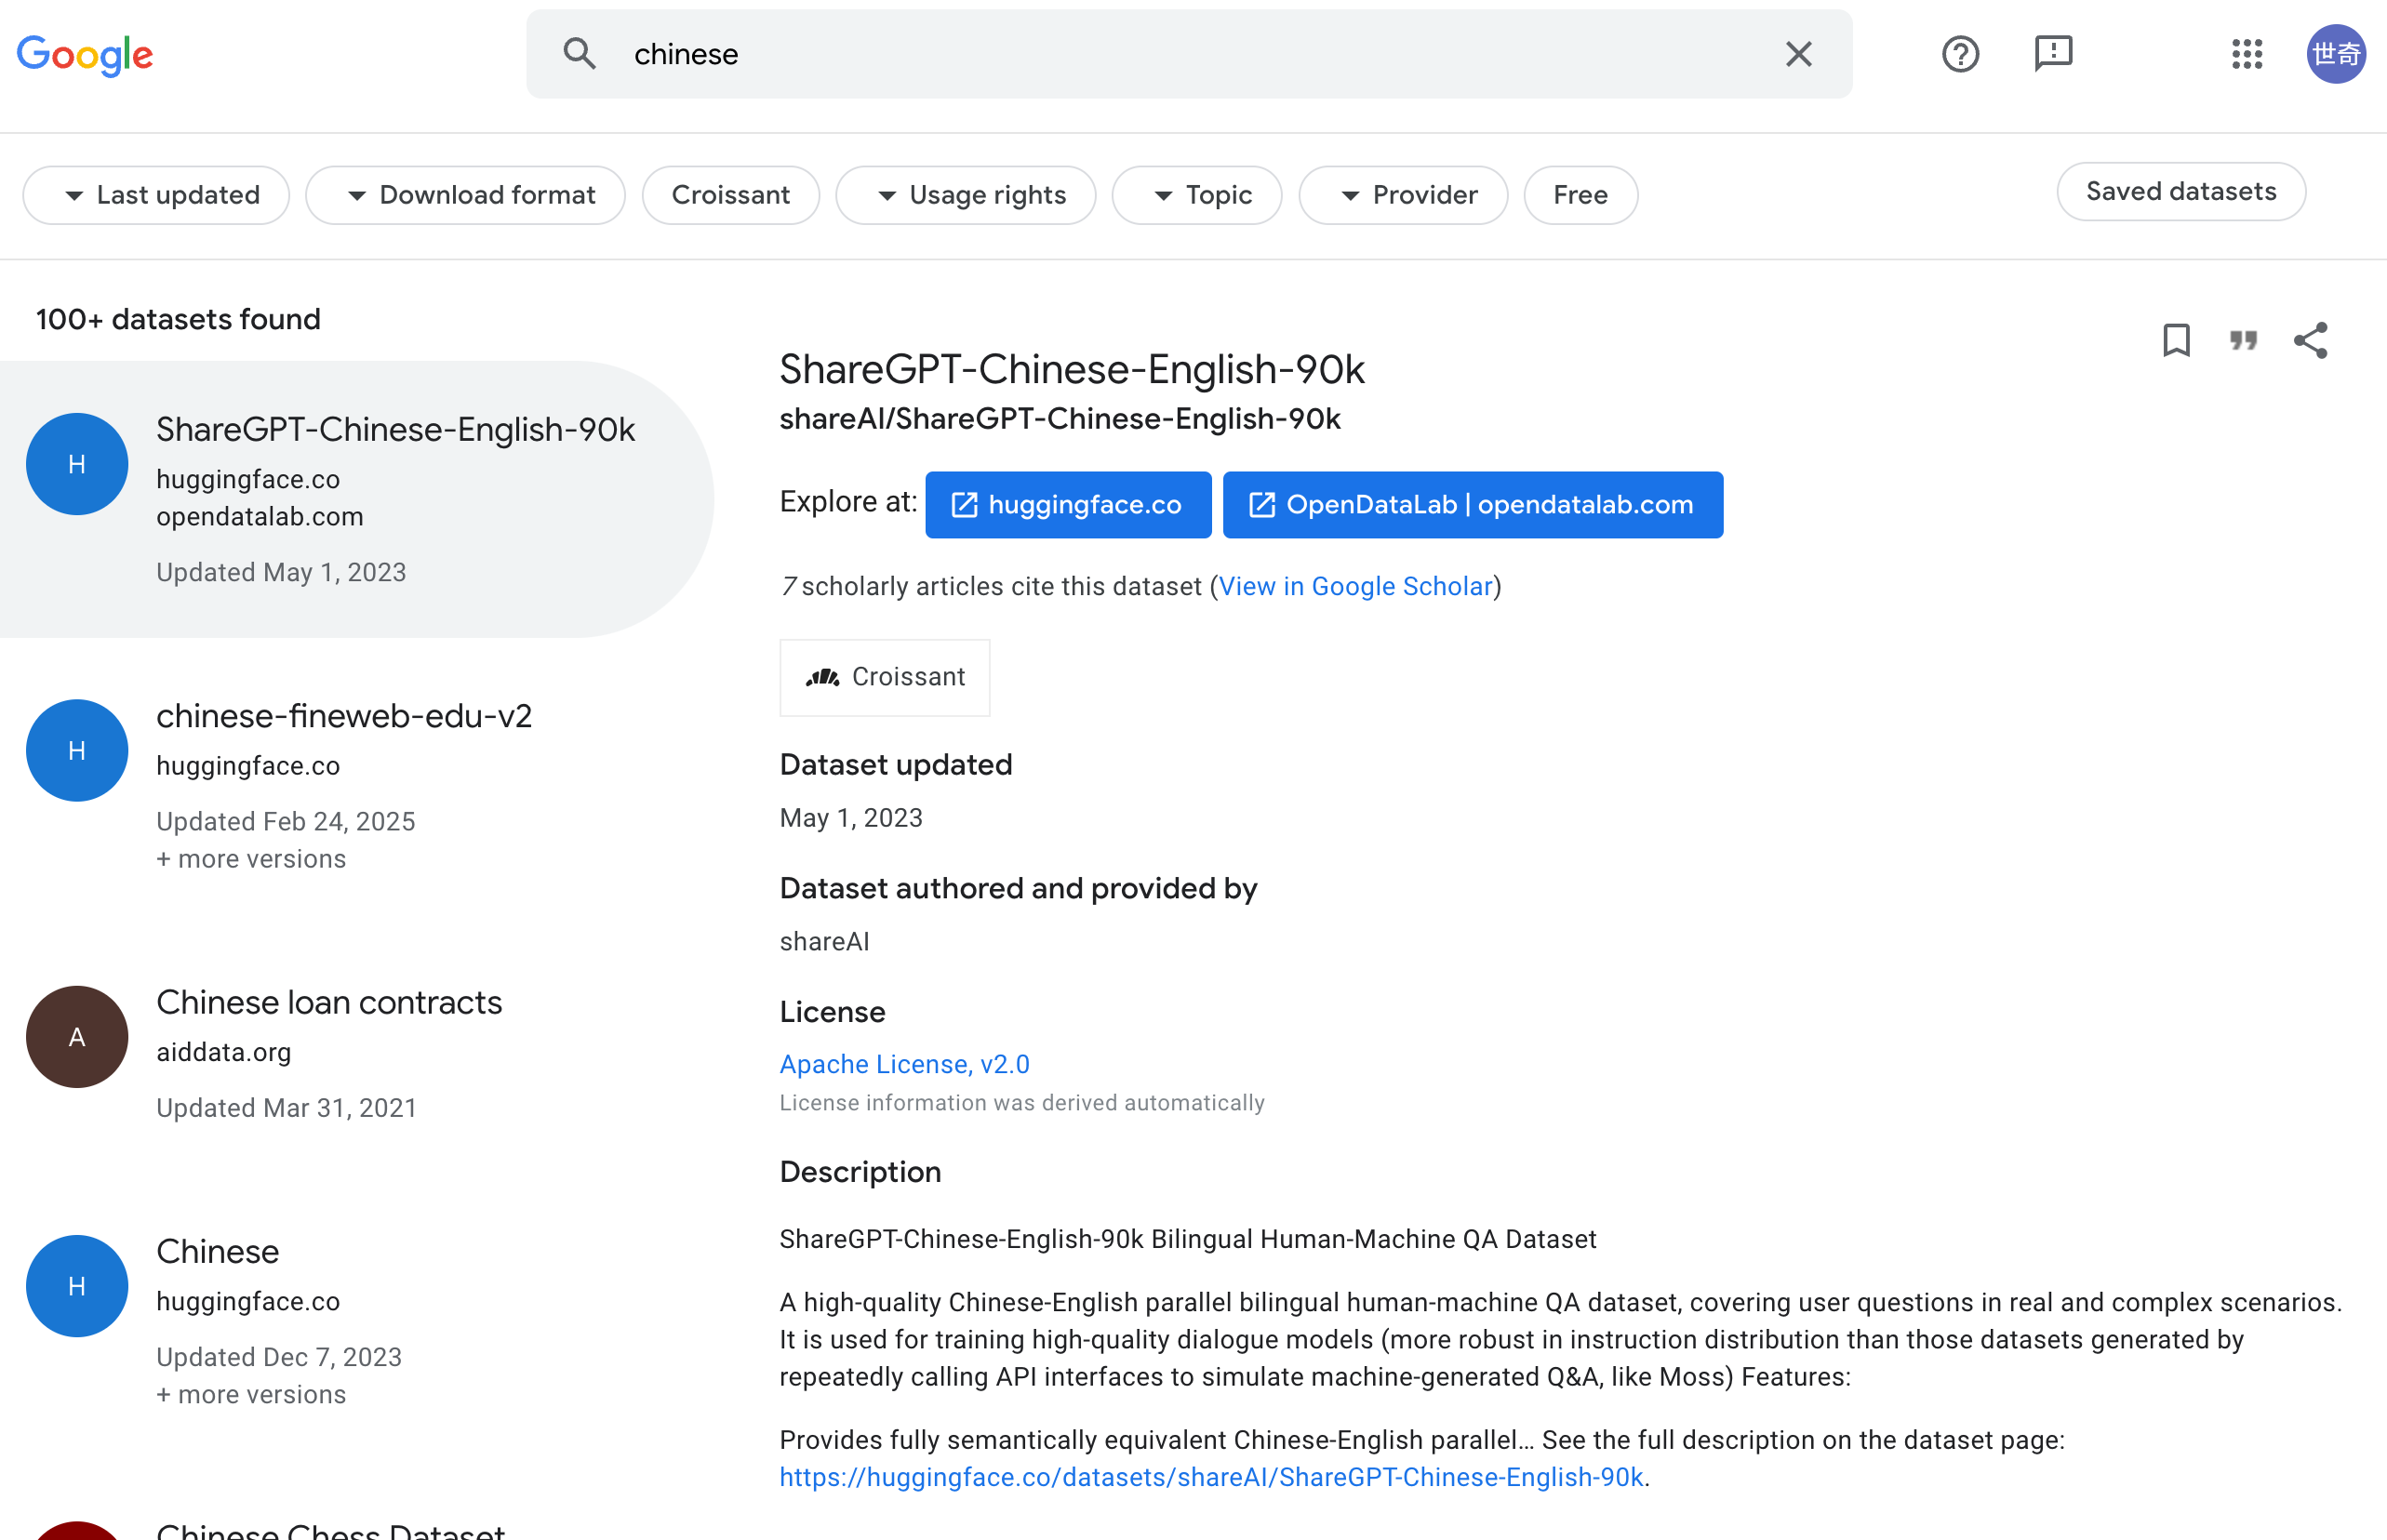 Google
chinese
世奇
Last updated
Download format
Croissant
Usage rights
Topic
Provider
Free
Saved datasets
100+ datasets found
H
ShareGPT-Chinese-English-90k
huggingface.co
opendatalab.com
Updated May 1, 2023
H
chinese-fineweb-edu-v2
huggingface.co
Updated Feb 24, 2025
+ more versions
A
Chinese loan contracts
aiddata.org
Updated Mar 31, 2021
H
Chinese
huggingface.co
Updated Dec 7, 2023
+ more versions
Chinese Chess Dataset
ShareGPT-Chinese-English-90k
shareAI/ShareGPT-Chinese-English-90k
Explore at: huggingface.co OpenDataLab | opendatalab.com
7 scholarly articles cite this dataset (View in Google Scholar)
Croissant
Dataset updated
May 1, 2023
Dataset authored and provided by
shareAI
License
Apache License, v2.0
License information was derived automatically
Description
ShareGPT-Chinese-English-90k Bilingual Human-Machine QA Dataset
A high-quality Chinese-English parallel bilingual human-machine QA dataset, covering user questions in real and complex scenarios.
It is used for training high-quality dialogue models (more robust in instruction distribution than those datasets generated by
repeatedly calling API interfaces to simulate machine-generated Q&A, like Moss) Features:
Provides fully semantically equivalent Chinese-English parallel… See the full description on the dataset page:
https://huggingface.co/datasets/shareAI/ShareGPT-Chinese-English-90k.